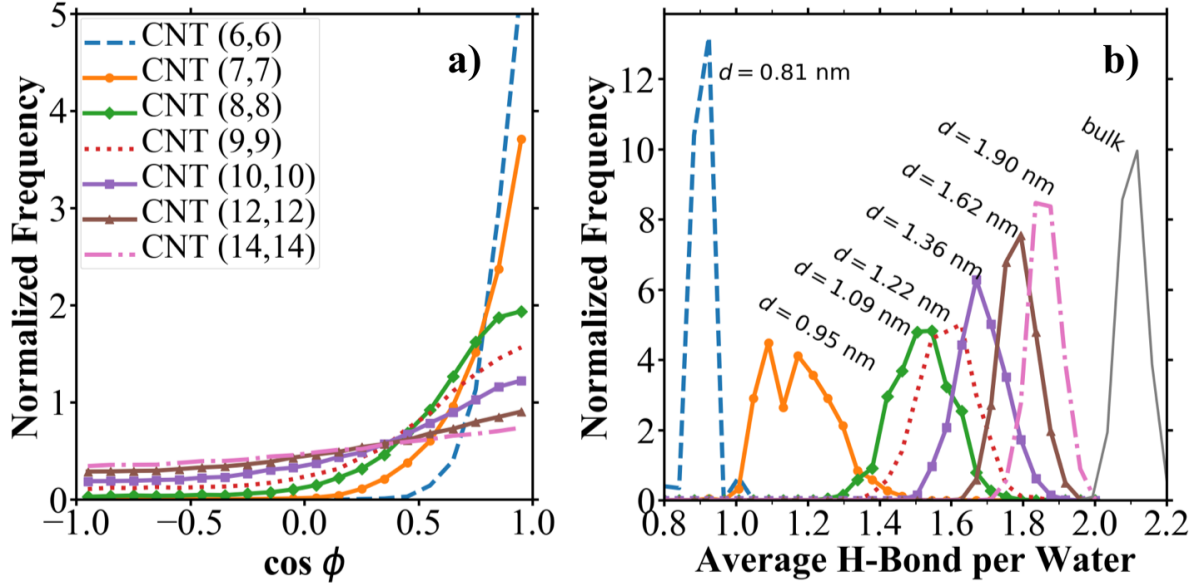 Normalized Frequency
5
4
3
2
1
0
−1.0
−0.5
0.0
0.5
1.0
cos ϕ
CNT (6,6)
CNT (7,7)
CNT (8,8)
CNT (9,9)
CNT (10,10)
CNT (12,12)
CNT (14,14)
a)
Normalized Frequency
12
10
8
6
4
2
0
0.8
1.0
1.2
1.4
1.6
1.8
2.0
2.2
Average H-Bond per Water
d = 0.81 nm
d = 0.95 nm
d = 1.09 nm
d = 1.22 nm
d = 1.36 nm
d = 1.62 nm
d = 1.90 nm
bulk
b)